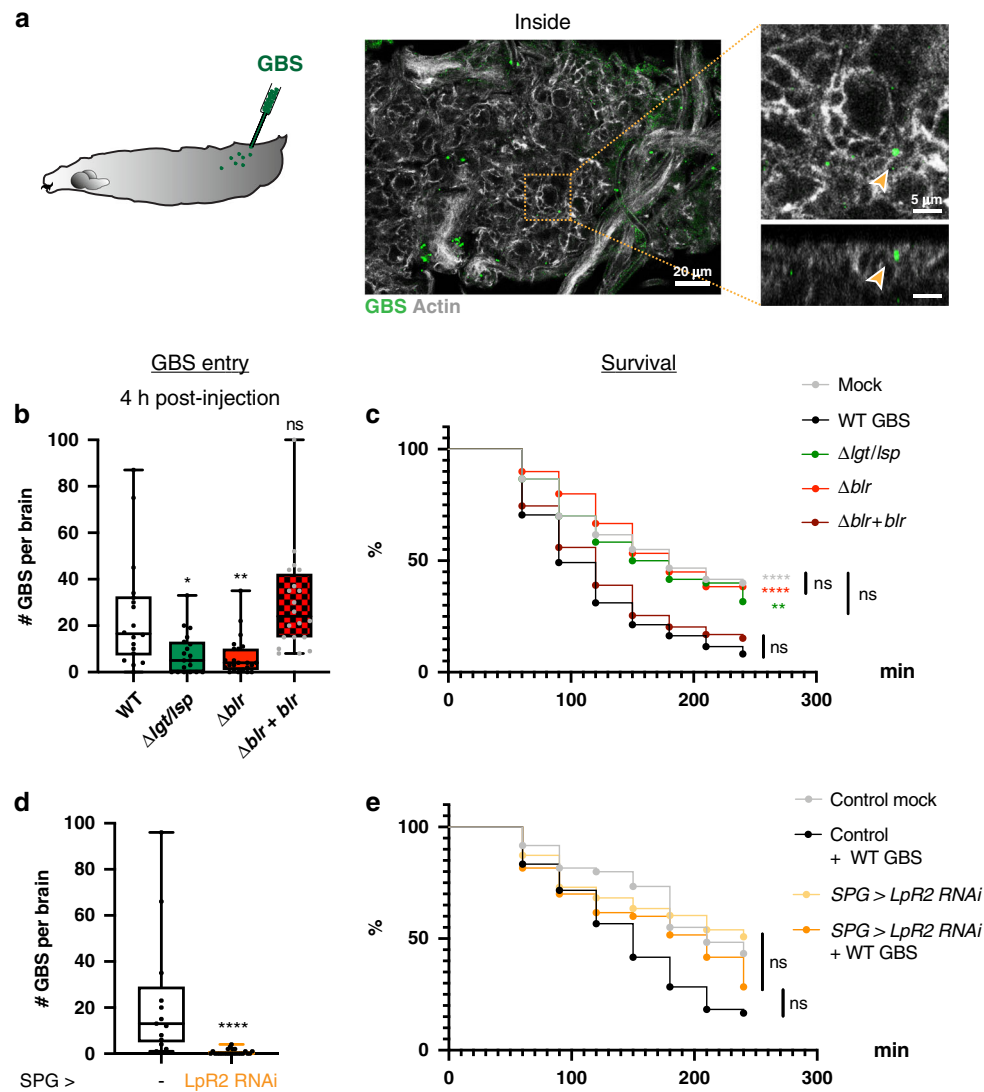 a
GBS
Inside
20 µm
GBS Actin
5 µm
GBS entry
4 h post-injection
Survival
b
# GBS per brain
100
80
60
40
20
0
*
**
ns
WT
Δlgt/lsp
Δblr
Δblr + blr
c
%
100
50
0
0
100
200
300
min
****
****
**
ns
ns
ns
Mock
WT GBS
Δlgt/lsp
Δblr
Δblr+blr
d
# GBS per brain
100
80
60
40
20
0
****
SPG >
-
LpR2 RNAi
e
%
100
50
0
0
100
200
300
min
ns
ns
Control mock
Control
+ WT GBS
SPG > LpR2 RNAi
SPG > LpR2 RNAi
+ WT GBS